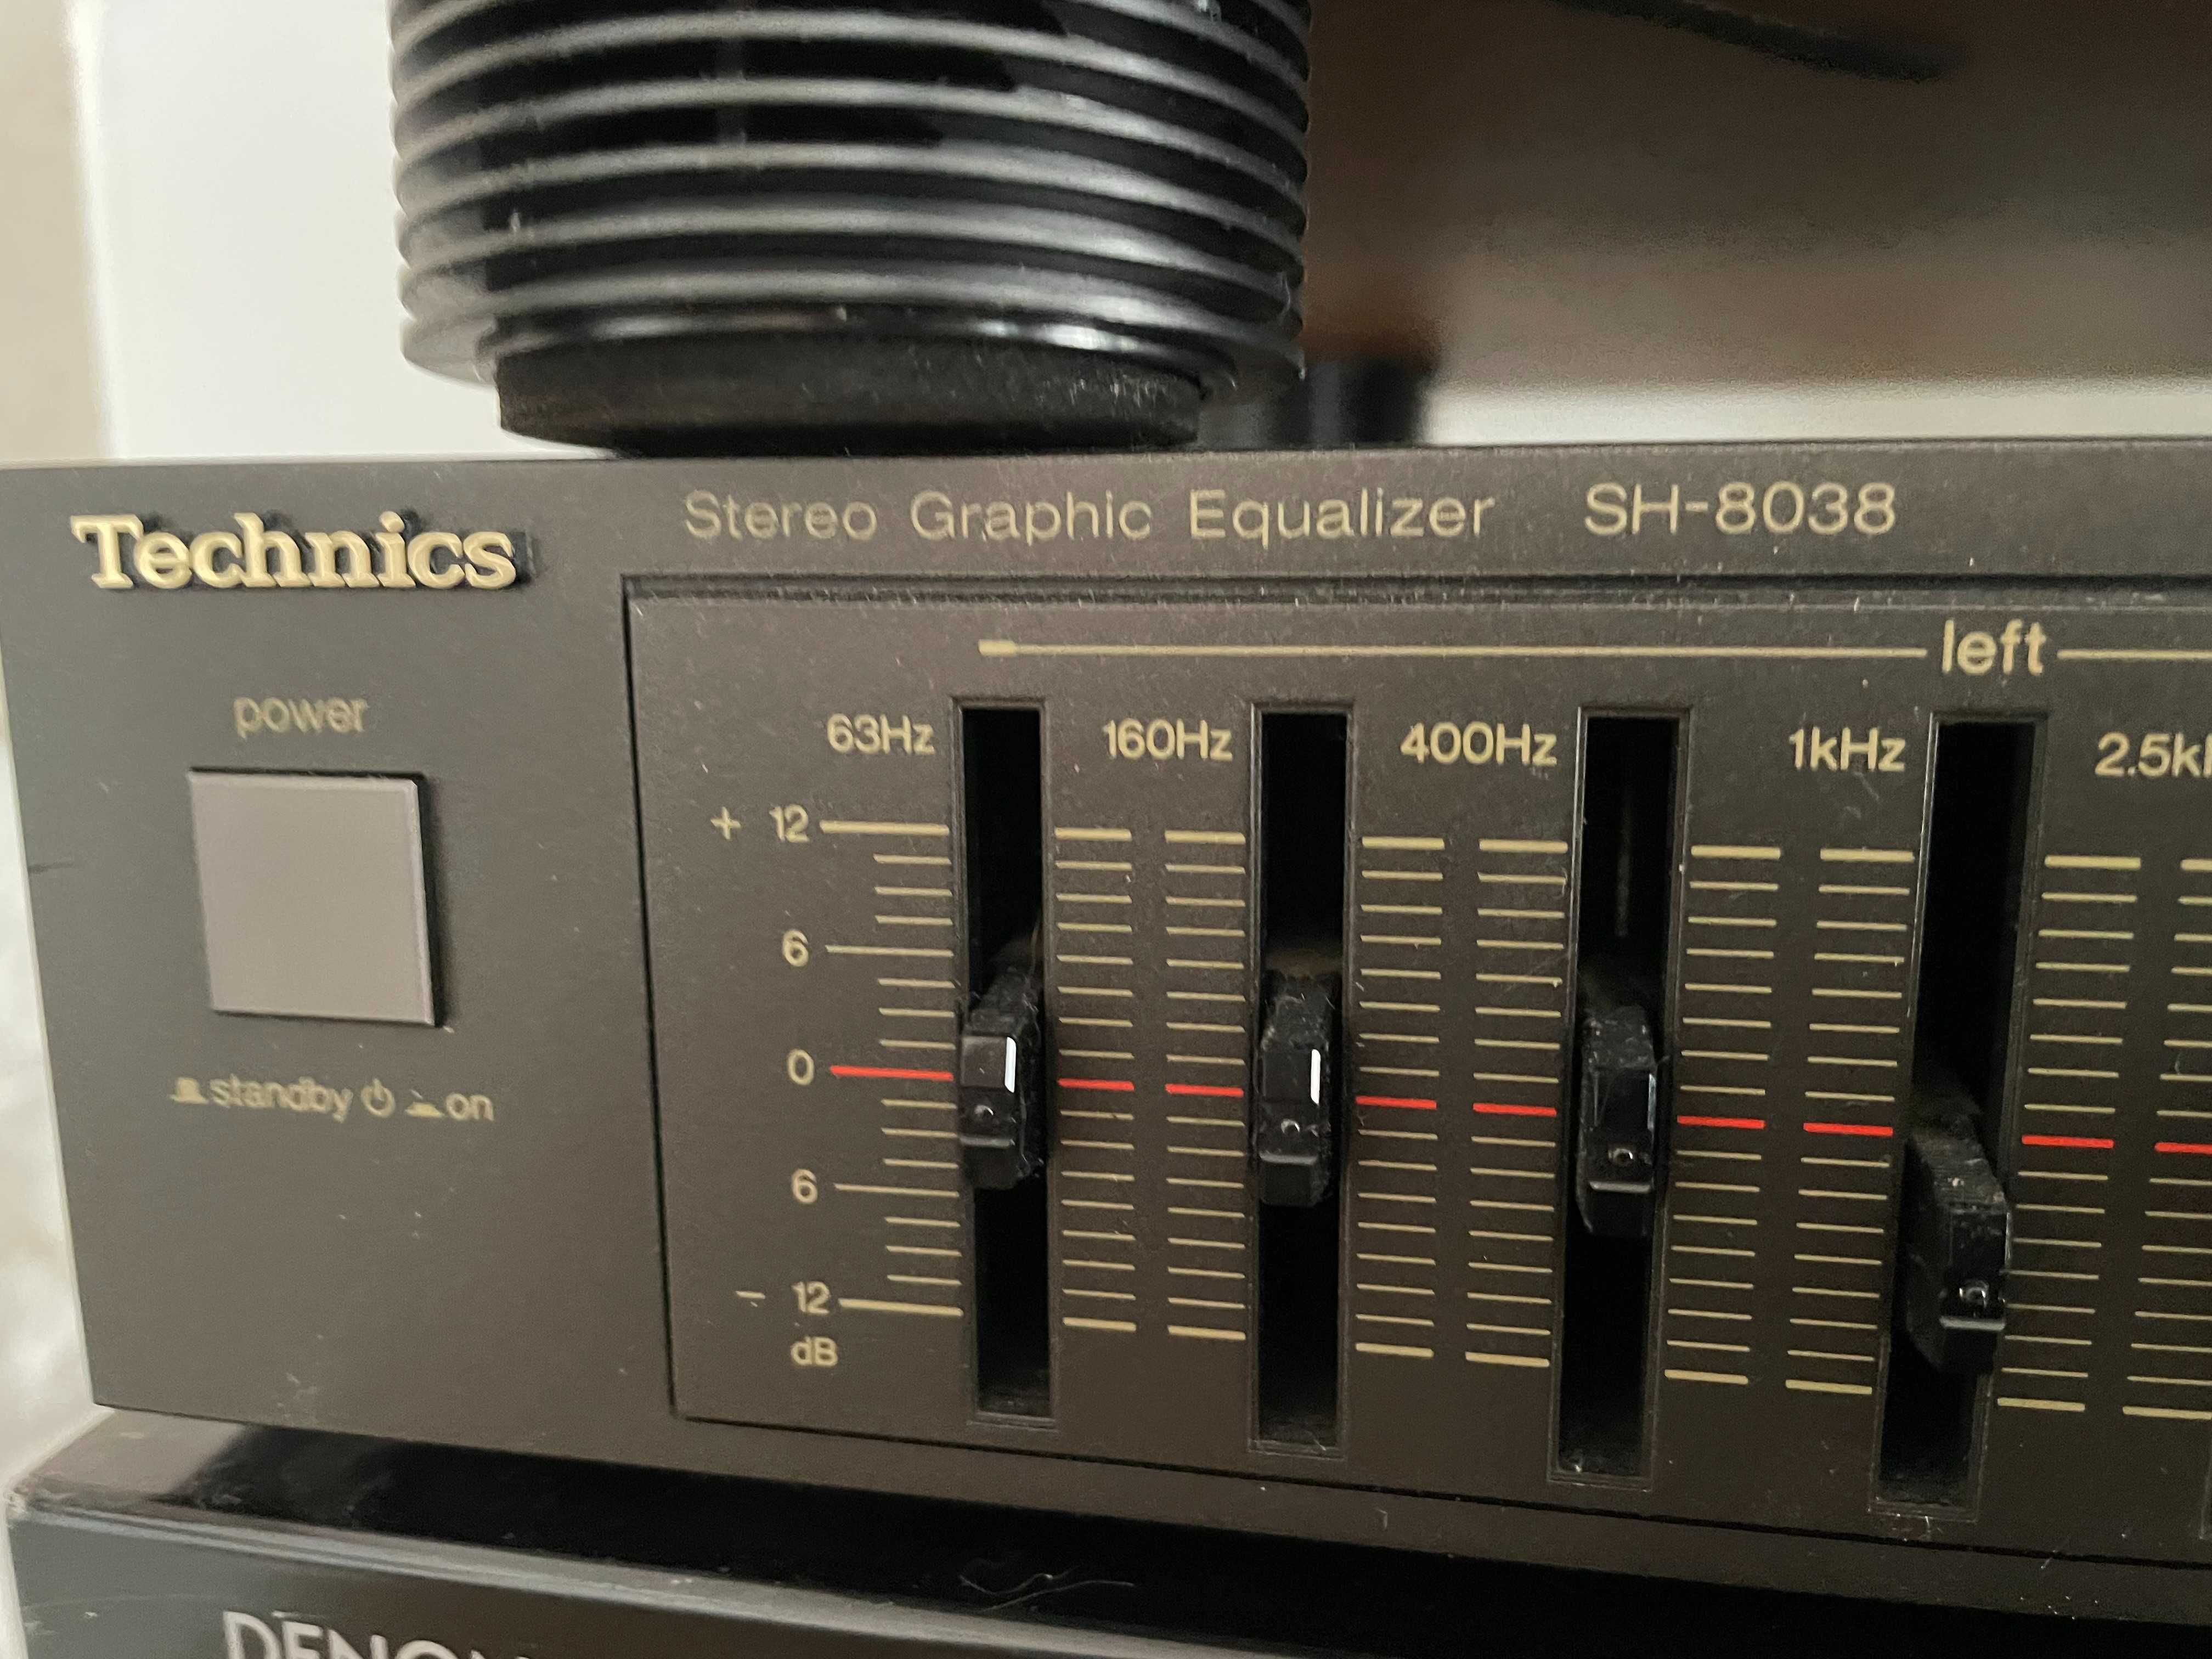 Technics
Stereo Graphic Equalizer SH-8038
left
power
63Hz 160Hz 400Hz 1kHz
+ 12
6
0
standby on
6
- 12
dB